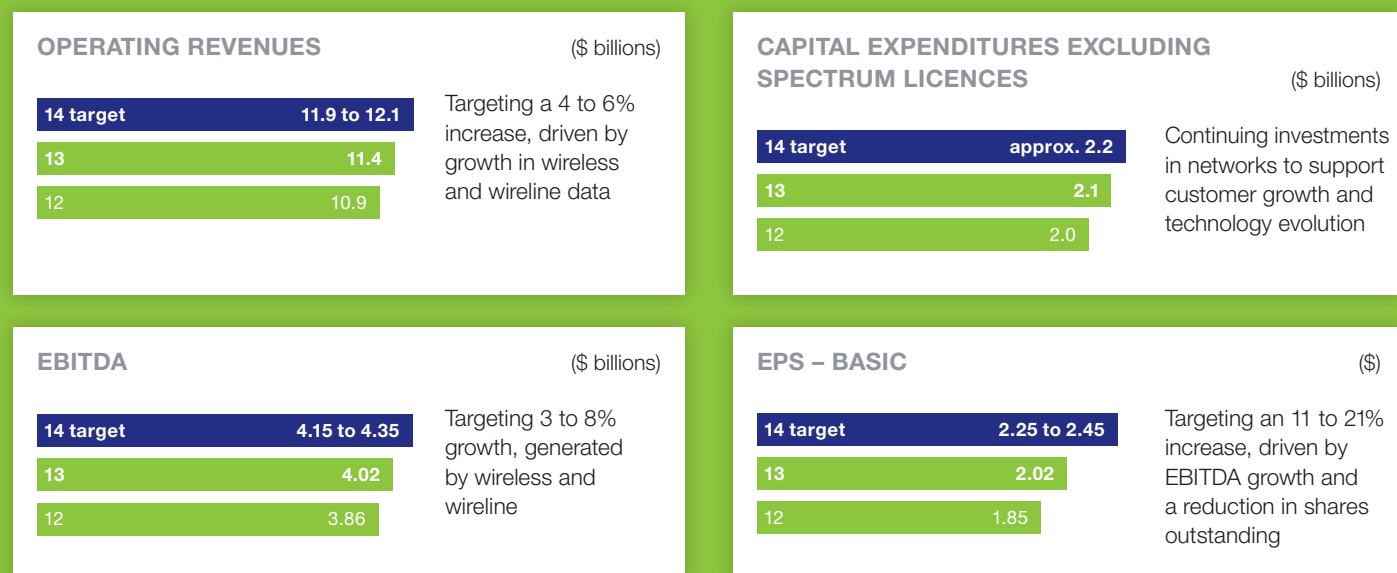 OPERATING REVENUES ($ billions)
14 target 11.9 to 12.1
13 11.4
12 10.9
Targeting a 4 to 6%
increase, driven by
growth in wireless
and wireline data
CAPITAL EXPENDITURES EXCLUDING
SPECTRUM LICENCES ($ billions)
14 target approx. 2.2
13 2.1
12 2.0
Continuing investments
in networks to support
customer growth and
technology evolution
EBITDA ($ billions)
14 target 4.15 to 4.35
13 4.02
12 3.86
Targeting 3 to 8%
growth, generated
by wireless and
wireline
EPS – BASIC ($)
14 target 2.25 to 2.45
13 2.02
12 1.85
Targeting an 11 to 21%
increase, driven by
EBITDA growth and
a reduction in shares
outstanding